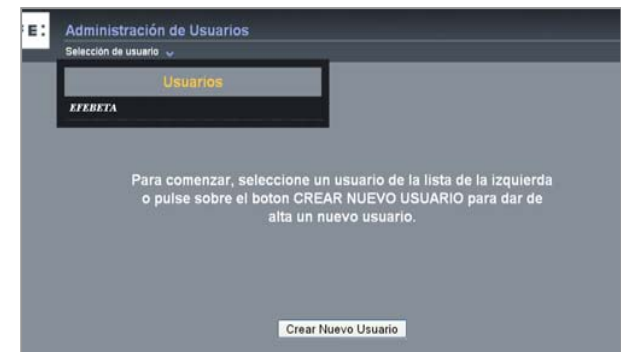 E:
Administración de Usuarios
Selección de usuario
Usuarios
EFEBETA
Para comenzar, seleccione un usuario de la lista de la izquierda
o pulse sobre el boton CREAR NUEVO USUARIO para dar de
alta un nuevo usuario.
Crear Nuevo Usuario